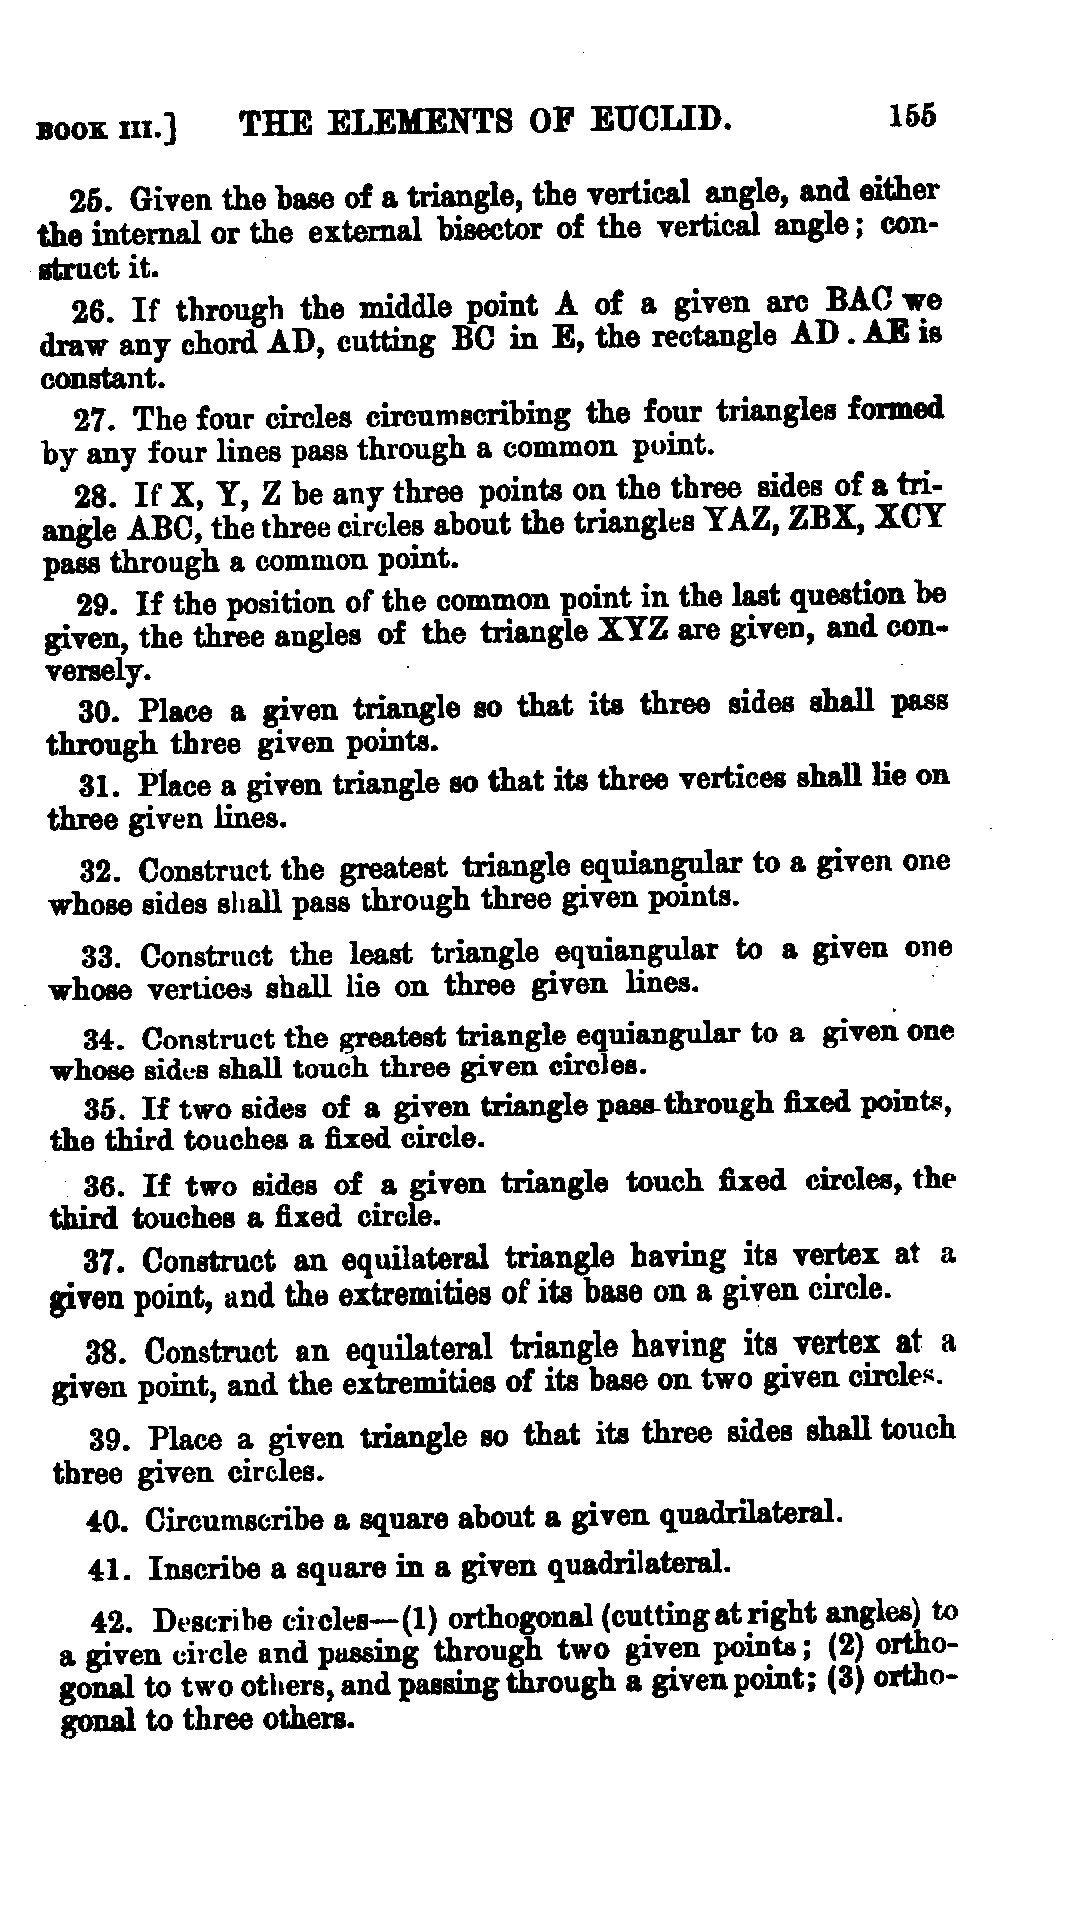 BOOK III.] THE ELEMENTS OF EUCLID. 155
25. Given the base of a triangle, the vertical angle, and either
the internal or the external bisector of the vertical angle; con-
struct it.
26. If through the middle point A of a given arc BAC we
draw any chord AD, cutting BC in E, the rectangle AD . AE is
constant.
27. The four circles circumscribing the four triangles formed
by any four lines pass through a common point.
28. If X, Y, Z be any three points on the three sides of a tri-
angle ABC, the three circles about the triangles YAZ, ZBX, XCY
pass through a common point.
29. If the position of the common point in the last question be
given, the three angles of the triangle XYZ are given, and con-
versely.
30. Place a given triangle so that its three sides shall pass
through three given points.
31. Place a given triangle so that its three vertices shall lie on
three given lines.
32. Construct the greatest triangle equiangular to a given one
whose sides shall pass through three given points.
33. Construct the least triangle equiangular to a given one
whose vertices shall lie on three given lines.
34. Construct the greatest triangle equiangular to a given one
whose sides shall touch three given circles.
35. If two sides of a given triangle pass through fixed points,
the third touches a fixed circle.
36. If two sides of a given triangle touch fixed circles, the
third touches a fixed circle.
37. Construct an equilateral triangle having its vertex at a
given point, and the extremities of its base on a given circle.
38. Construct an equilateral triangle having its vertex at a
given point, and the extremities of its base on two given circles.
39. Place a given triangle so that its three sides shall touch
three given circles.
40. Circumscribe a square about a given quadrilateral.
41. Inscribe a square in a given quadrilateral.
42. Describe circles—(1) orthogonal (cutting at right angles) to
a given circle and passing through two given points; (2) ortho-
gonal to two others, and passing through a given point; (3) ortho-
gonal to three others.